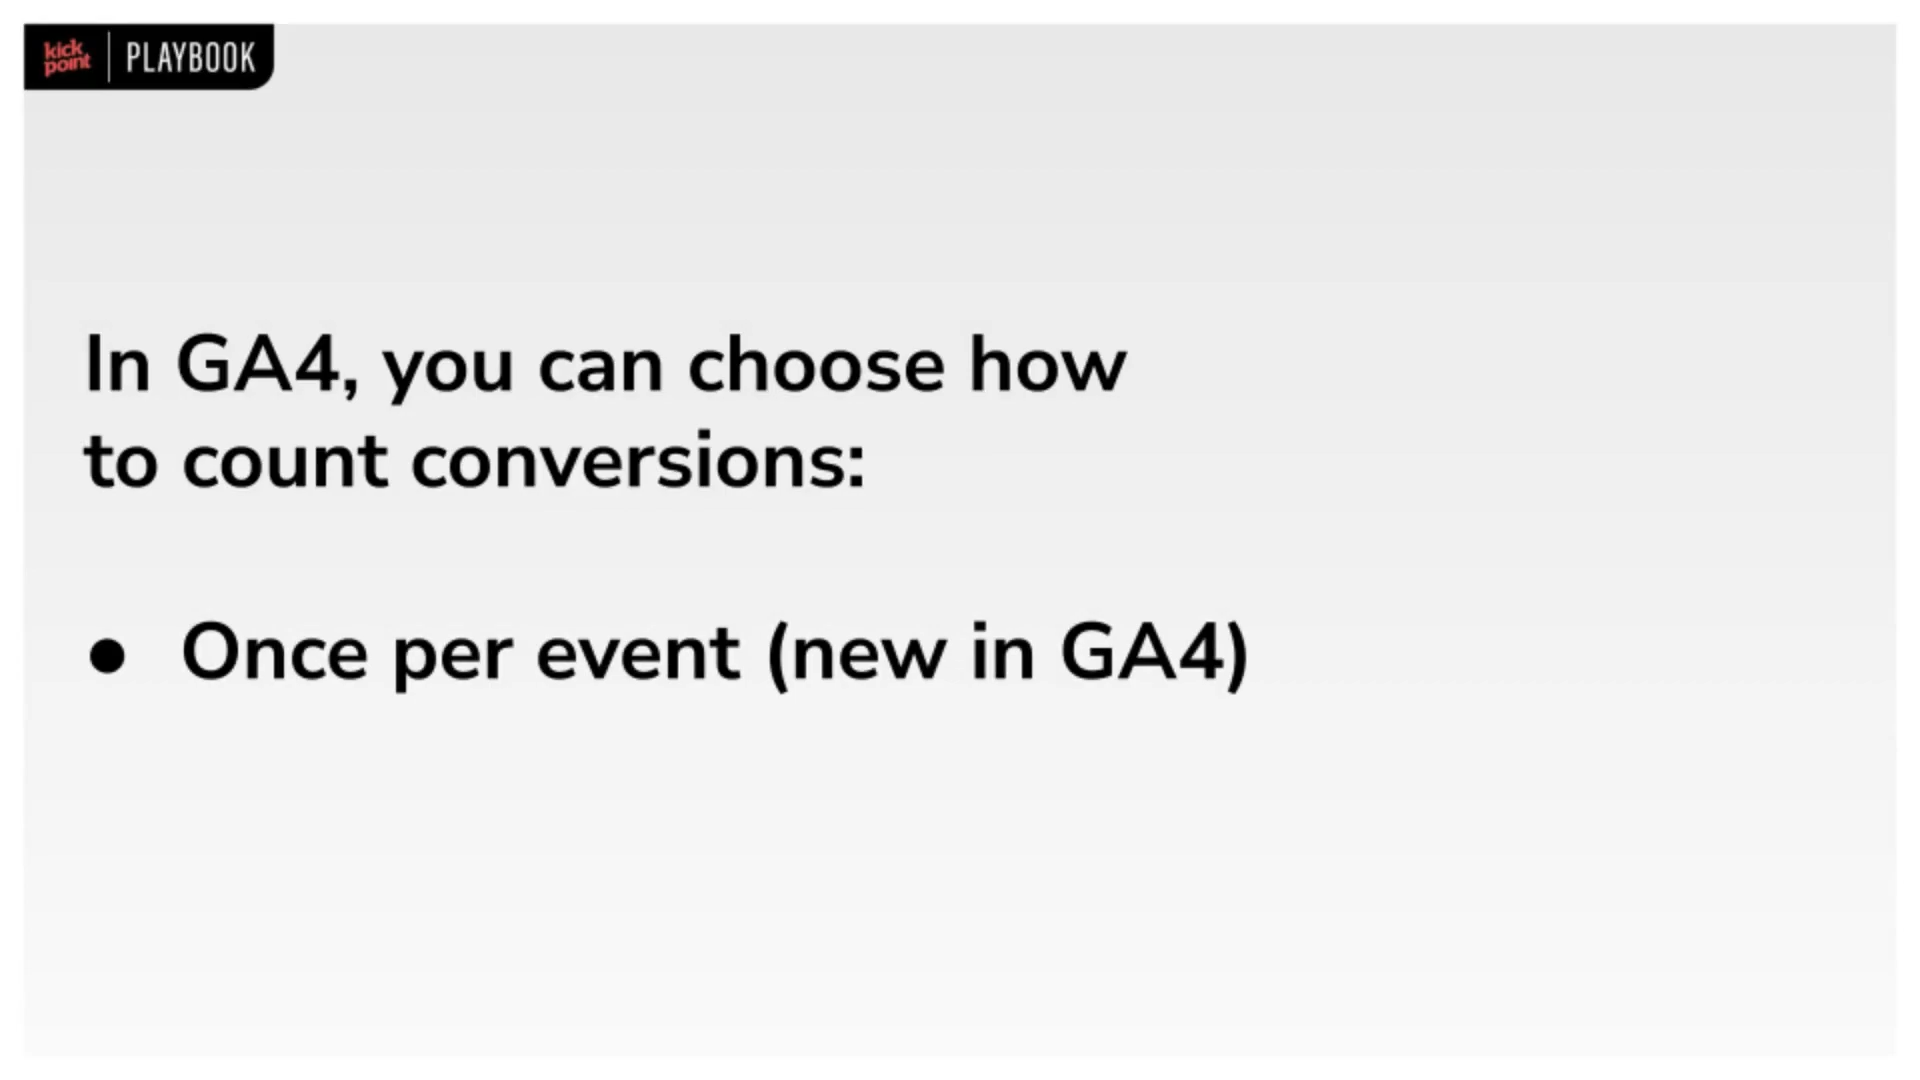 kick point PLAYBOOK
In GA4, you can choose how
to count conversions:
● Once per event (new in GA4)